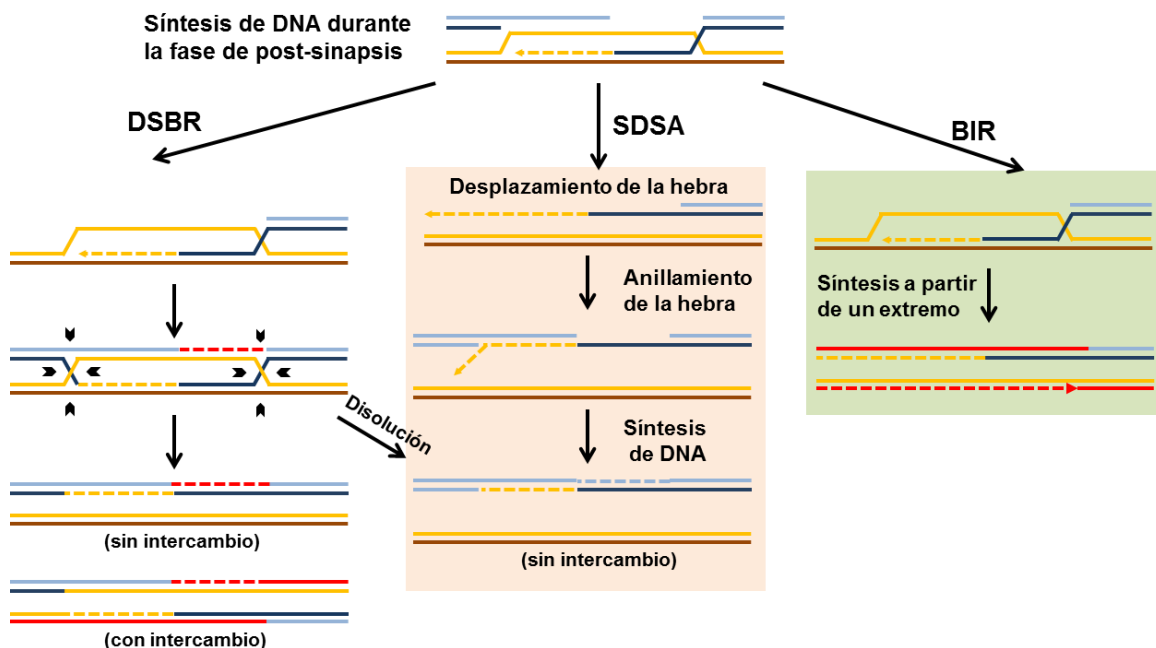 Síntesis de DNA durante
la fase de post-sinapsis
DSBR
SDSA
BIR
Desplazamiento de la hebra
Anillamiento
de la hebra
Síntesis a partir
de un extremo
Disolución
Síntesis
de DNA
(sin intercambio)
(sin intercambio)
(con intercambio)